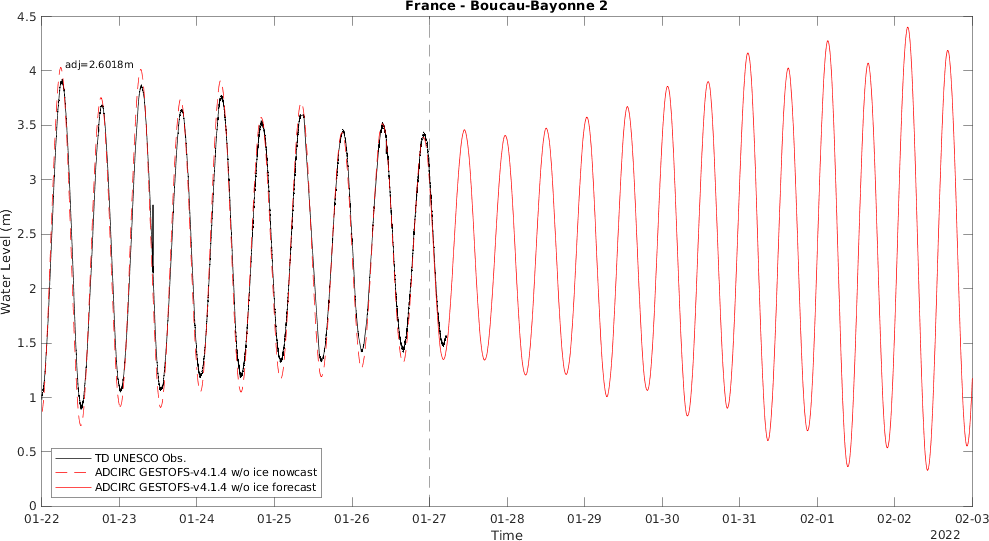 France - Boucau-Bayonne 2
4.5
4
3.5
3
2.5
2
1.5
1
0.5
0
Water Level (m)
adj=2.6018m
TD UNESCO Obs.
ADCIRC GESTOFS-v4.1.4 w/o ice nowcast
ADCIRC GESTOFS-v4.1.4 w/o ice forecast
01-22 01-23 01-24 01-25 01-26 01-27 01-28 01-29 01-30 01-31 02-01 02-02 02-03
Time
2022